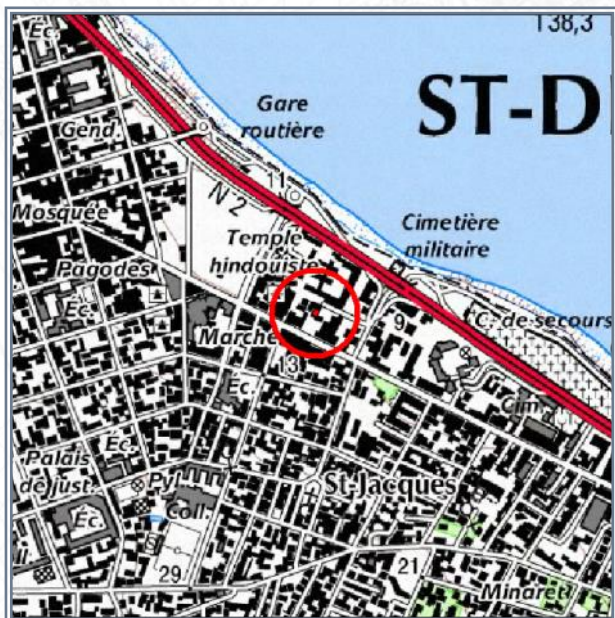 138,3
Éc.
ST-D
Gare
routière
Gend.
11
N 2
Mosquée
Cimetière
militaire
Temple
hindouiste
Pagodes
Éc.
9
C. de secours
Marché
13
Éc.
Cim.
Palais
de just.
Éc.
Pyl.
St-Jacques
Coll.
Éc.
29
21
Minaret